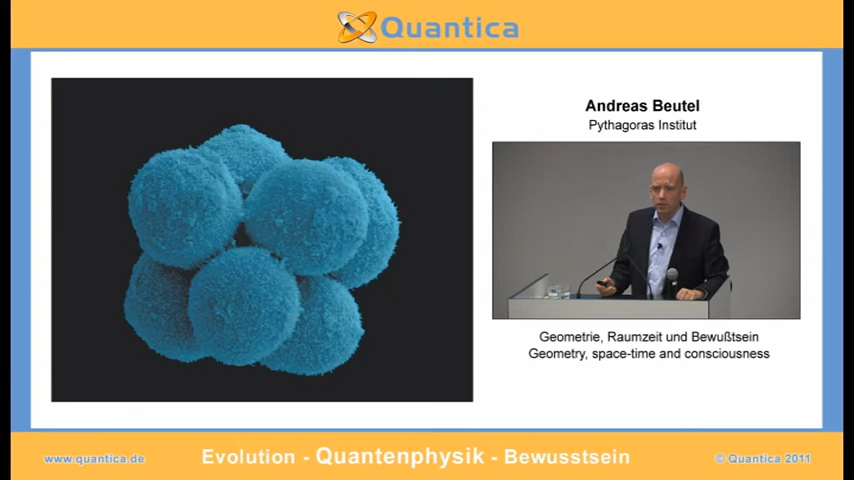 Quantica
Andreas Beutel
Pythagoras Institut
Geometrie, Raumzeit und Bewußtsein
Geometry, space-time and consciousness
www.quantica.de
Evolution - Quantenphysik - Bewusstsein
© Quantica 2011